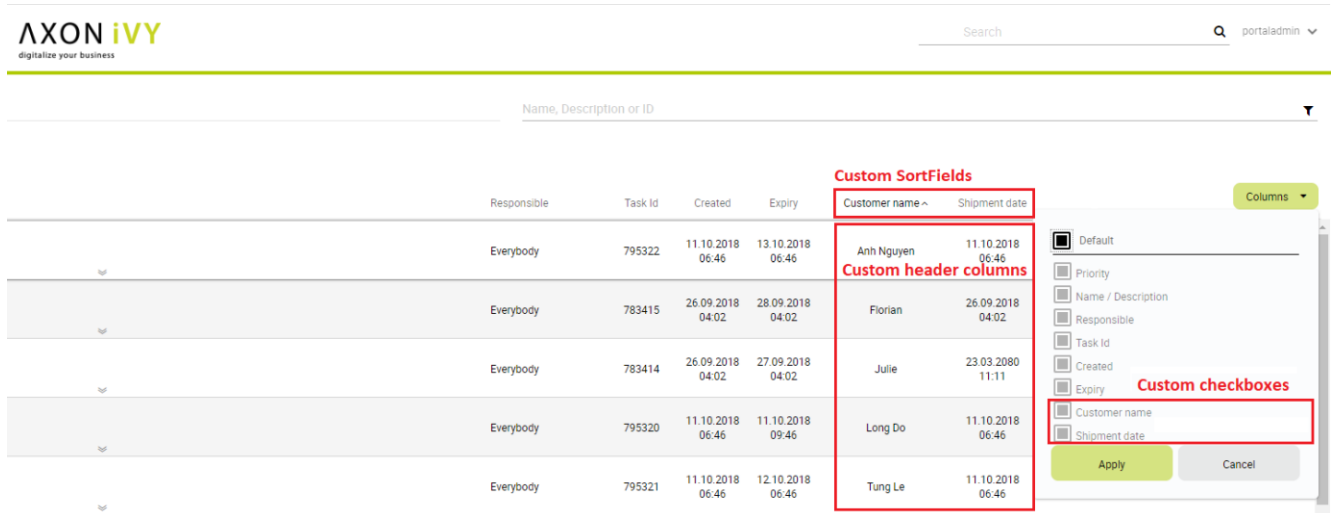 AXON iVY
digitalize your business
Search
portaladmin
Name, Description or ID
Custom SortFields
Responsible Task Id Created Expiry Customer name Shipment date
Columns
Everybody 795322 11.10.2018 06:46 13.10.2018 06:46 Anh Nguyen 11.10.2018 06:46
Custom header columns
Everybody 783415 26.09.2018 04:02 28.09.2018 04:02 Florian 26.09.2018 04:02
Everybody 783414 26.09.2018 04:02 27.09.2018 04:02 Julie 23.03.2080 11:11
Everybody 795320 11.10.2018 06:46 11.10.2018 09:46 Long Do 11.10.2018 06:46
Everybody 795321 11.10.2018 06:46 12.10.2018 06:46 Tung Le 11.10.2018 06:46
Default
Priority
Name / Description
Responsible
Task Id
Created
Expiry
Custom checkboxes
Customer name
Shipment date
Apply Cancel